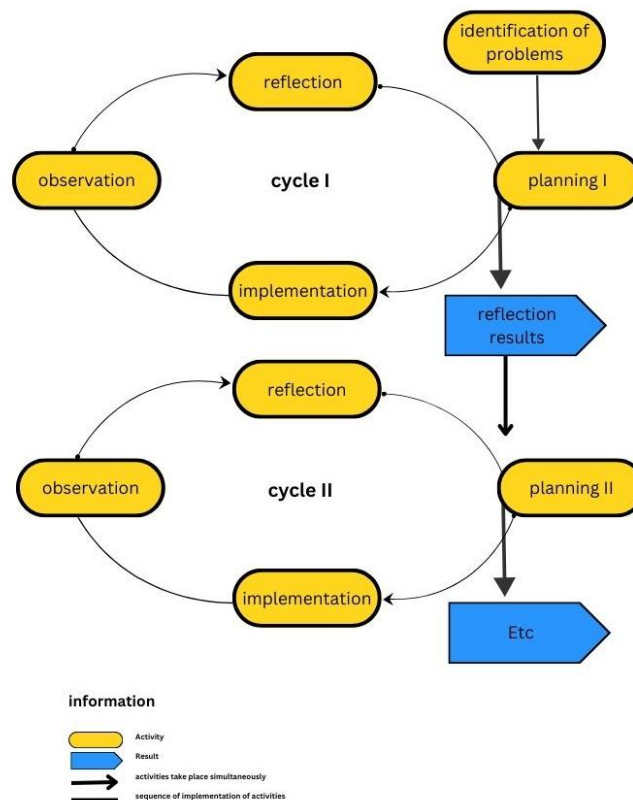 identification of
problems
reflection
observation
cycle I
planning I
implementation
reflection
results
reflection
observation
cycle II
planning II
implementation
Etc
information
Activity
Result
activities take place simultaneously
sequence of implementation of activities